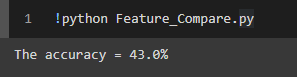 1 !python Feature_Compare.py
The accuracy = 43.0%